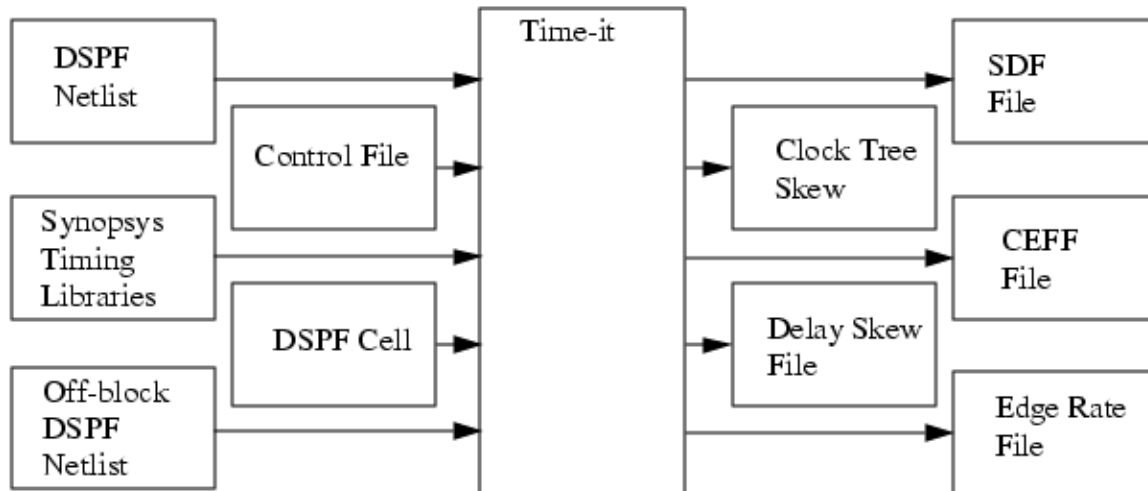 DSPF
Netlist
Control File
Synopsys
Timing
Libraries
DSPF Cell
Off-block
DSPF
Netlist
Time-it
SDF
File
Clock Tree
Skew
CEFF
File
Delay Skew
File
Edge Rate
File